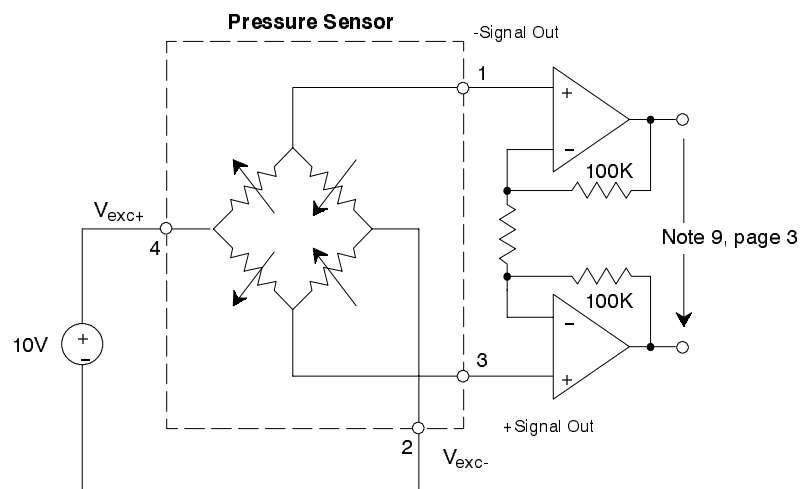 Pressure Sensor
-Signal Out
1
+
−
100K
Vexc+
4
Note 9, page 3
100K
10V
+
−
−
3
+
+Signal Out
2
Vexc-